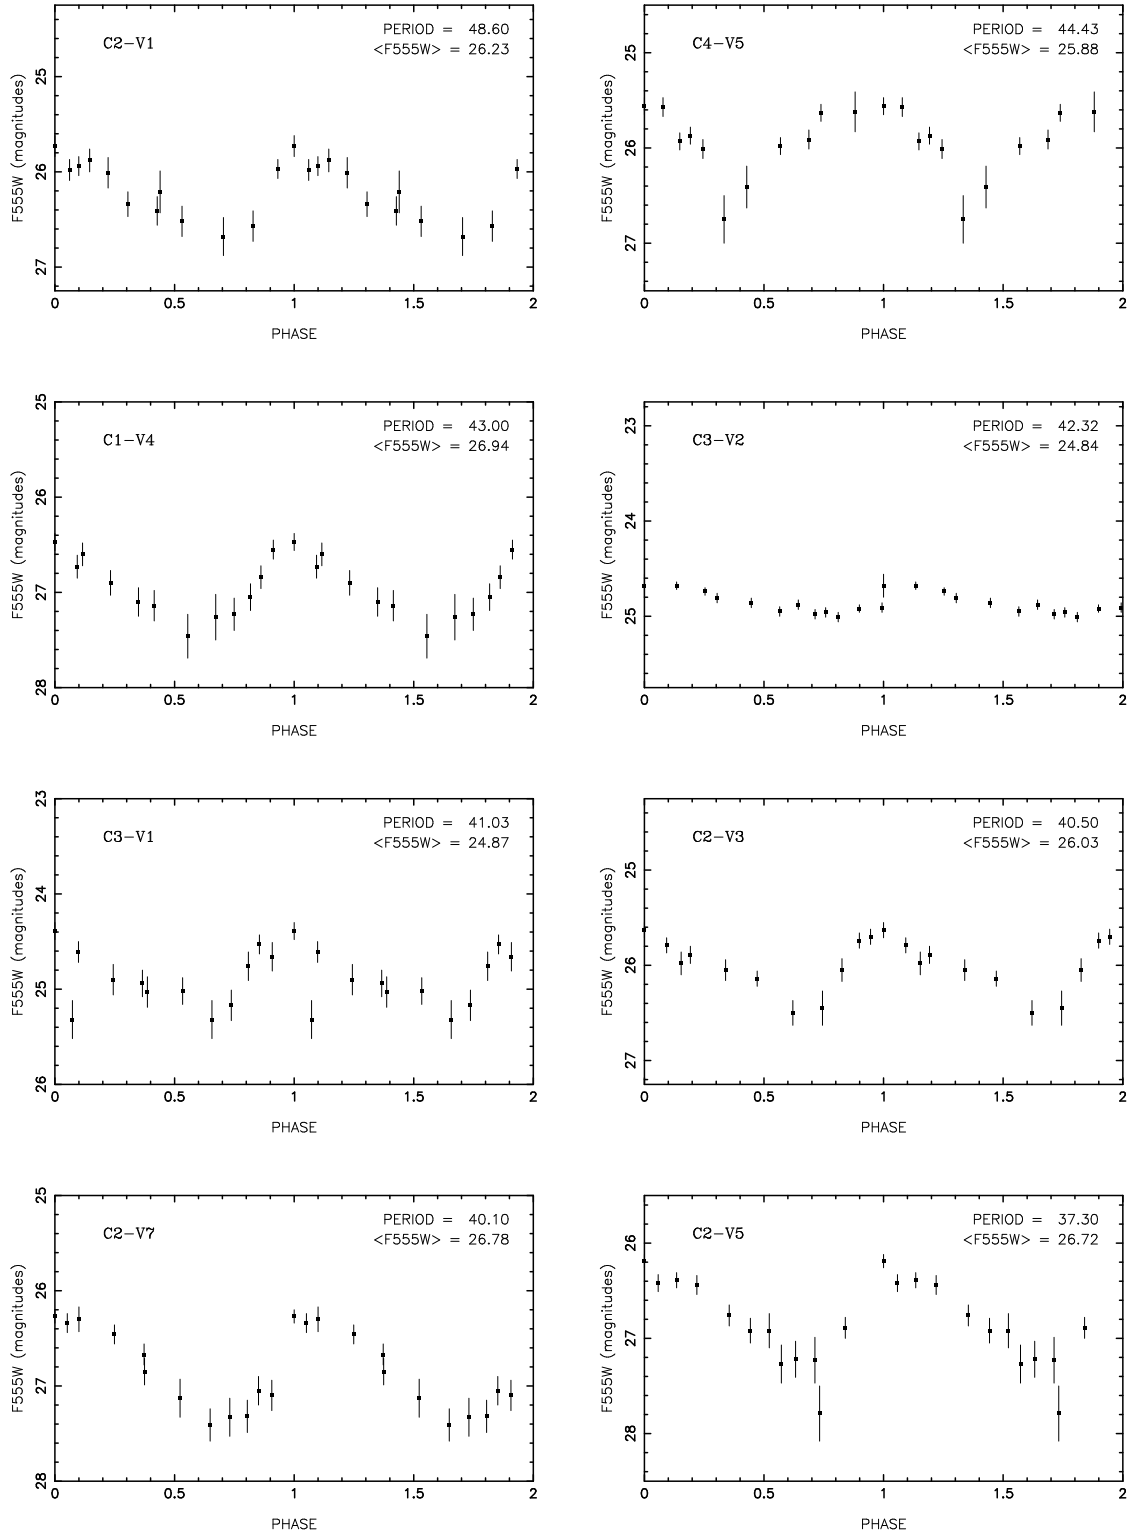 C2-V1
PERIOD = 48.60
<F555W> = 26.23
F555W (magnitudes)
25
26
27
0 0.5 1 1.5 2
PHASE
C4-V5
PERIOD = 44.43
<F555W> = 25.88
F555W (magnitudes)
25
26
27
0 0.5 1 1.5 2
PHASE
C1-V4
PERIOD = 43.00
<F555W> = 26.94
F555W (magnitudes)
25
26
27
28
0 0.5 1 1.5 2
PHASE
C3-V2
PERIOD = 42.32
<F555W> = 24.84
F555W (magnitudes)
23
24
25
0 0.5 1 1.5 2
PHASE
C3-V1
PERIOD = 41.03
<F555W> = 24.87
F555W (magnitudes)
23
24
25
26
0 0.5 1 1.5 2
PHASE
C2-V3
PERIOD = 40.50
<F555W> = 26.03
F555W (magnitudes)
25
26
27
0 0.5 1 1.5 2
PHASE
C2-V7
PERIOD = 40.10
<F555W> = 26.78
F555W (magnitudes)
25
26
27
28
0 0.5 1 1.5 2
PHASE
C2-V5
PERIOD = 37.30
<F555W> = 26.72
F555W (magnitudes)
26
27
28
0 0.5 1 1.5 2
PHASE